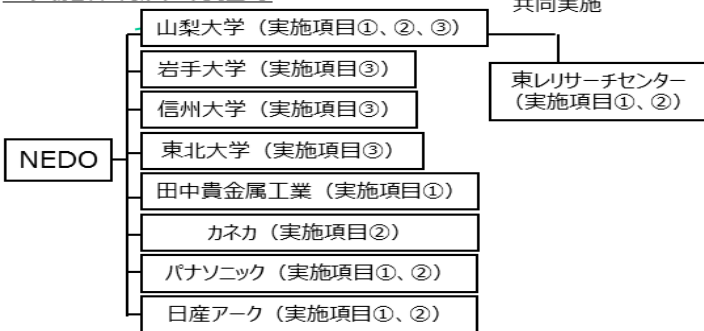 共同実施
山梨大学（実施項目①、②、③）
岩手大学（実施項目③）
東レリサーチセンター
（実施項目①、②）
信州大学（実施項目③）
東北大学（実施項目③）
NEDO
田中貴金属工業（実施項目①）
カネカ（実施項目②）
パナソニック（実施項目①、②）
日産アーク（実施項目①、②）